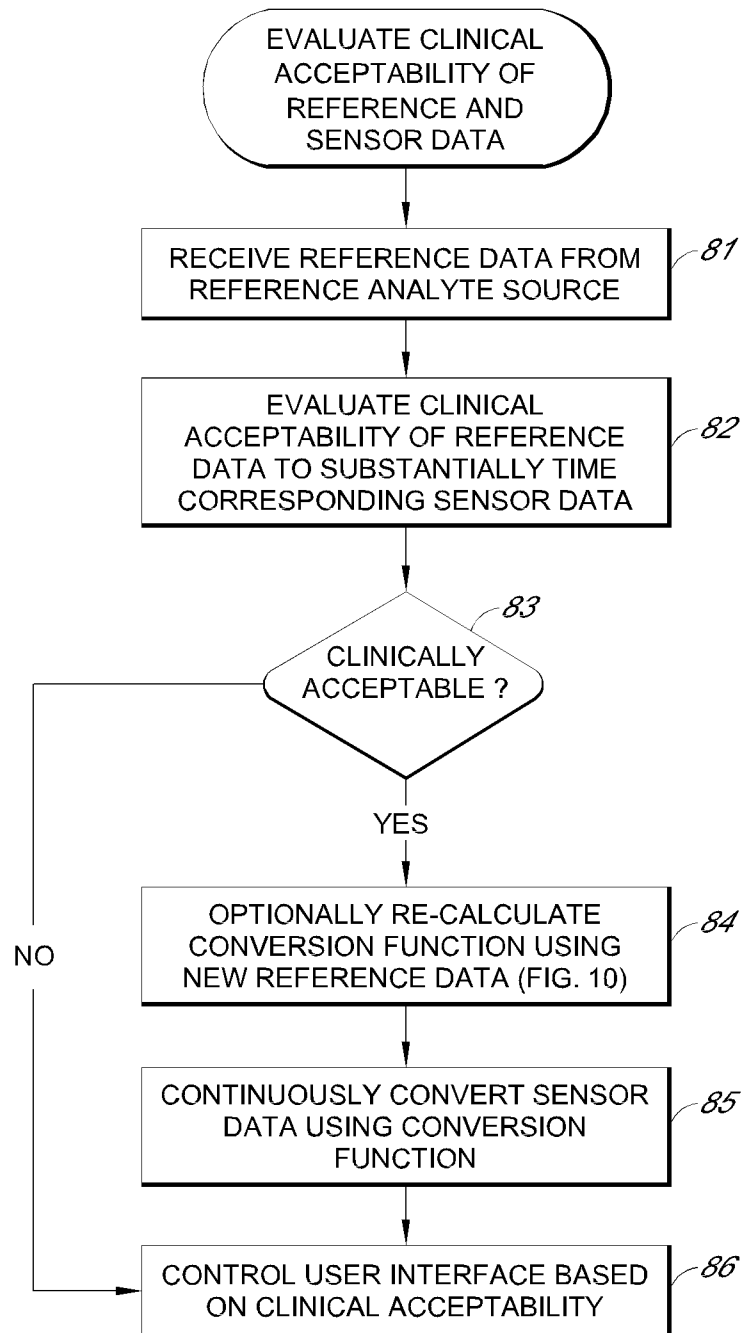 EVALUATE CLINICAL
ACCEPTABILITY OF
REFERENCE AND
SENSOR DATA
RECEIVE REFERENCE DATA FROM
REFERENCE ANALYTE SOURCE
81
EVALUATE CLINICAL
ACCEPTABILITY OF REFERENCE
DATA TO SUBSTANTIALLY TIME
CORRESPONDING SENSOR DATA
82
83
CLINICALLY
ACCEPTABLE ?
YES
NO
OPTIONALLY RE-CALCULATE
CONVERSION FUNCTION USING
NEW REFERENCE DATA (FIG. 10)
84
CONTINUOUSLY CONVERT SENSOR
DATA USING CONVERSION
FUNCTION
85
CONTROL USER INTERFACE BASED
ON CLINICAL ACCEPTABILITY
86